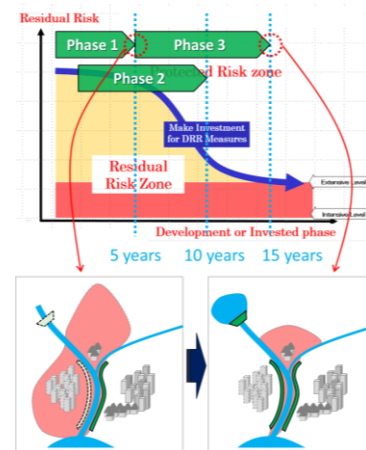 Residual Risk
Phase 1
Phase 3
Phase 2
Protected Risk zone
Make Investment
for DRR Measures
Residual
Risk Zone
Extensive Level
Intensive Level
Development or Invested phase
5 years
10 years
15 years